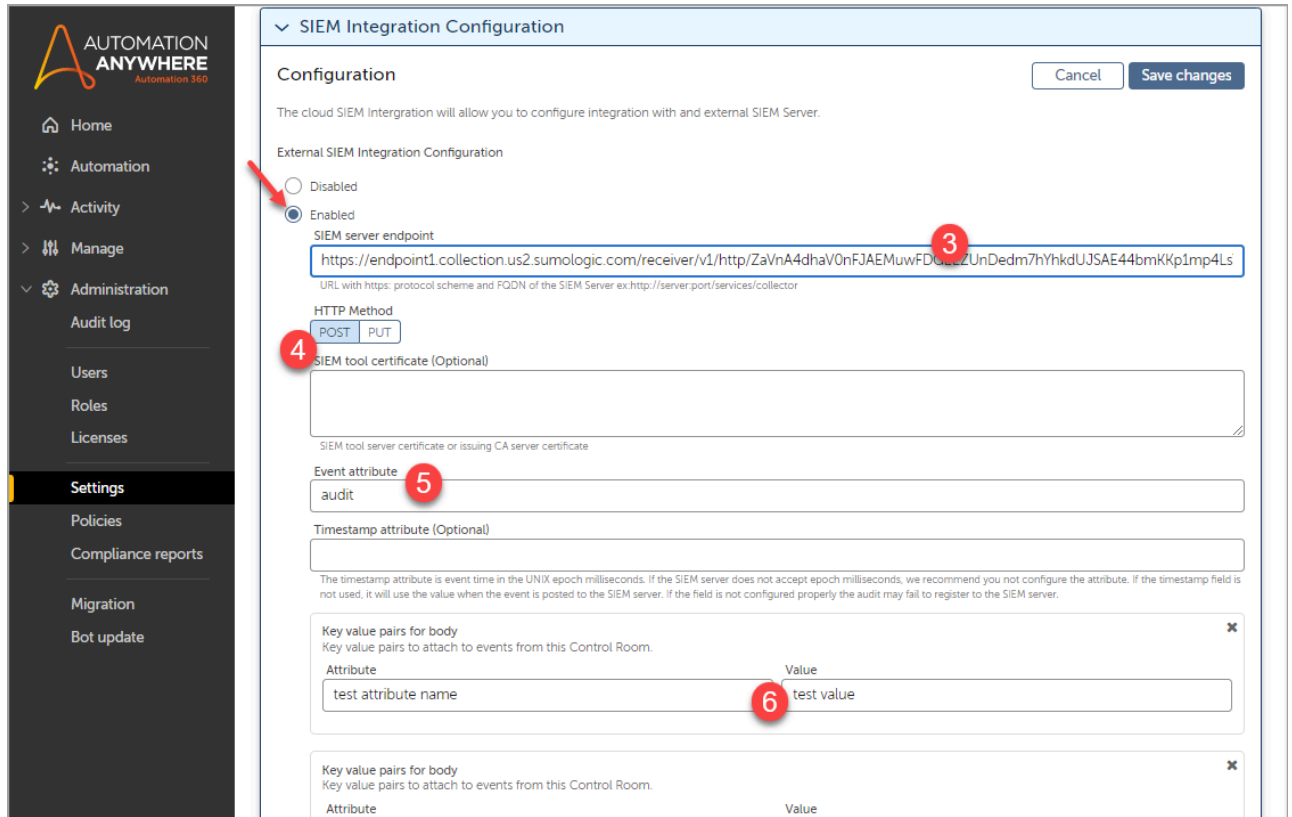 AUTOMATION
ANYWHERE
Automation 360
Home
Automation
Activity
Manage
Administration
Audit log
Users
Roles
Licenses
Settings
Policies
Compliance reports
Migration
Bot update
SIEM Integration Configuration
Configuration
Cancel
Save changes
The cloud SIEM Intergration will allow you to configure integration with and external SIEM Server.
External SIEM Integration Configuration
Disabled
Enabled
SIEM server endpoint
3
URL with https: protocol scheme and FQDN of the SIEM Server ex:http://server:port/services/collector
HTTP Method
POST PUT
4
SIEM tool certificate (Optional)
SIEM tool server certificate or issuing CA server certificate
Event attribute
5
audit
Timestamp attribute (Optional)
The timestamp attribute is event time in the UNIX epoch milliseconds. If the SIEM server does not accept epoch milliseconds, we recommend you not configure the attribute. If the timestamp field is
not used, it will use the value when the event is posted to the SIEM server. If the field is not configured properly the audit may fail to register to the SIEM server.
Key value pairs for body
Key value pairs to attach to events from this Control Room.
Attribute Value
test attribute name 6 test value
Key value pairs for body
Key value pairs to attach to events from this Control Room.
Attribute Value